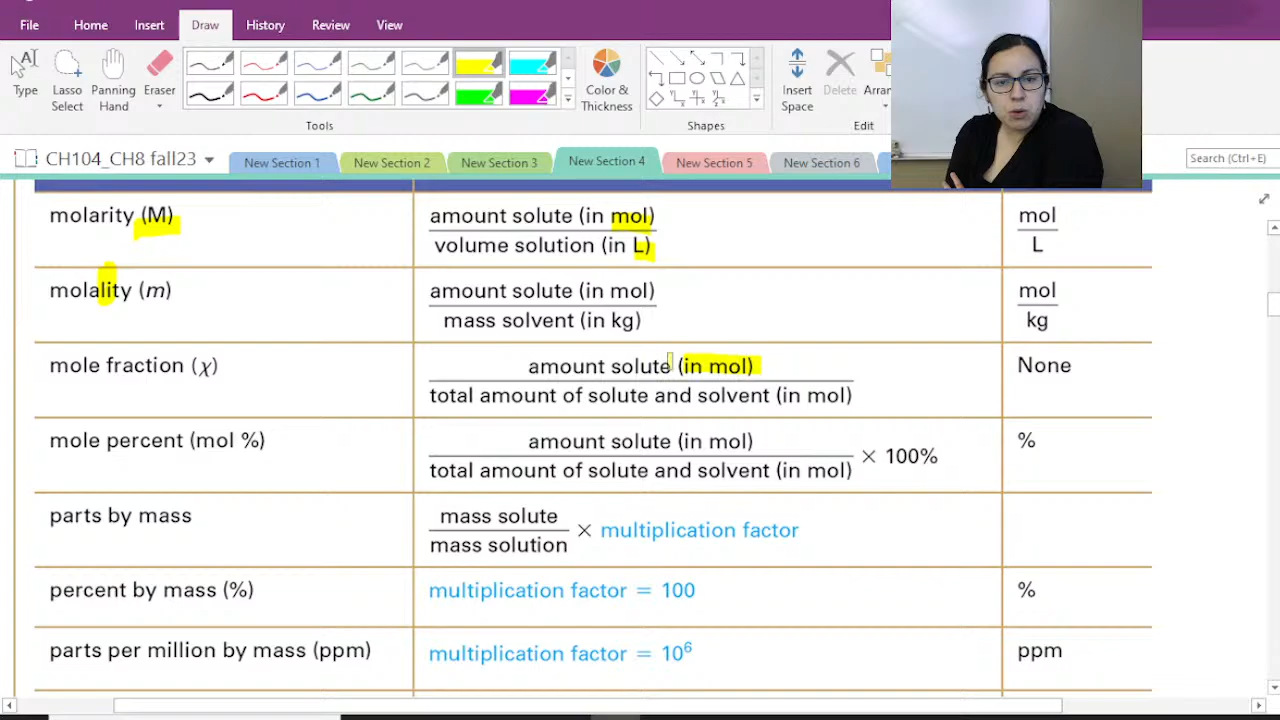 File Home Insert Draw History Review View
Type
Lasso Select
Panning Hand
Eraser
Color & Thickness
Insert Space
Delete
Arran
Tools
Shapes
Edit
CH104_CH8 fall23
New Section 1
New Section 2
New Section 3
New Section 4
New Section 5
New Section 6
Search (Ctrl+E)
molarity (M)
amount solute (in mol)
volume solution (in L)
mol
L
molality (m)
amount solute (in mol)
mass solvent (in kg)
mol
kg
mole fraction (χ)
amount solute (in mol)
total amount of solute and solvent (in mol)
None
mole percent (mol %)
amount solute (in mol)
total amount of solute and solvent (in mol)
× 100%
%
parts by mass
mass solute
mass solution
× multiplication factor
percent by mass (%)
multiplication factor = 100
%
parts per million by mass (ppm)
multiplication factor = 10⁶
ppm